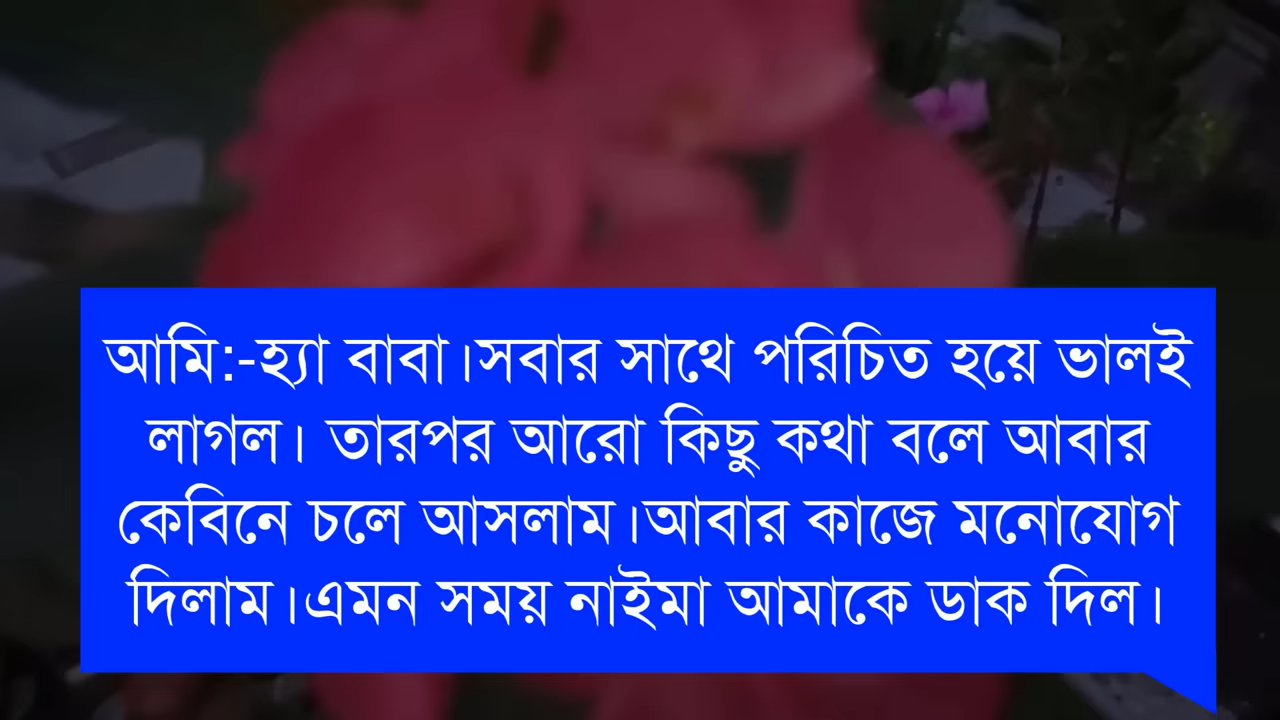 আমি:-হ্যা বাবা।সবার সাথে পরিচিত হয়ে ভালই
লাগল। তারপর আরো কিছু কথা বলে আবার
কেবিনে চলে আসলাম।আবার কাজে মনোযোগ
দিলাম।এমন সময় নাইমা আমাকে ডাক দিল।